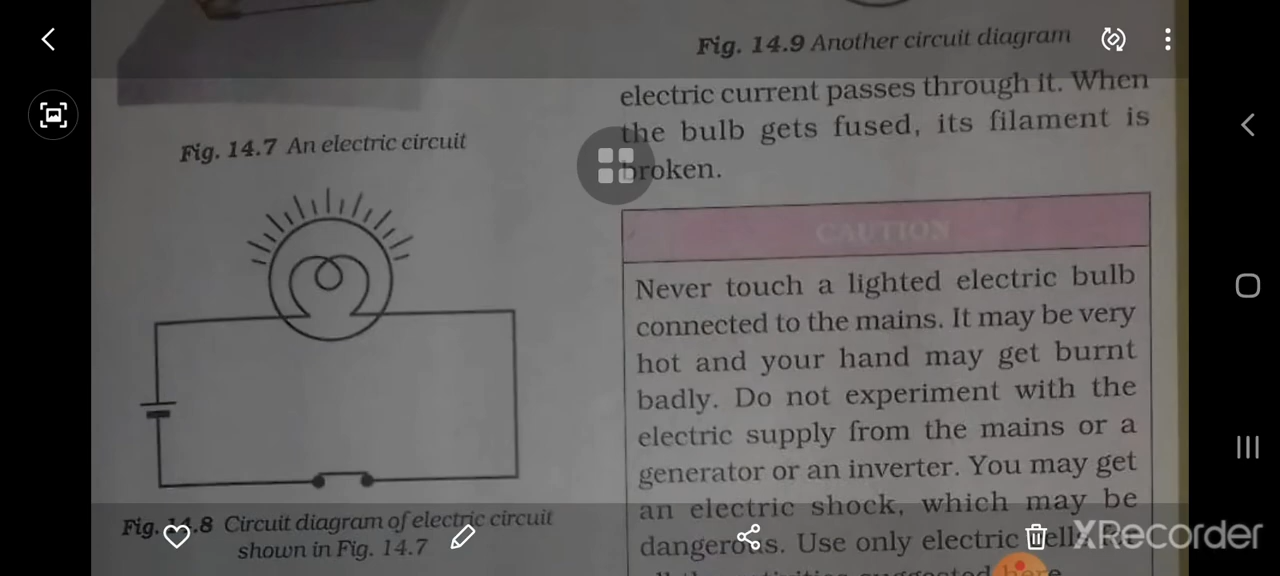 Fig. 14.7 An electric circuit
Fig. 14.8 Circuit diagram of electric circuit
shown in Fig. 14.7
Fig. 14.9 Another circuit diagram
electric current passes through it. When
the bulb gets fused, its filament is
broken.
CAUTION
Never touch a lighted electric bulb
connected to the mains. It may be very
hot and your hand may get burnt
badly. Do not experiment with the
electric supply from the mains or a
generator or an inverter. You may get
an electric shock, which may be
dangerous. Use only electric
here
XRecorder